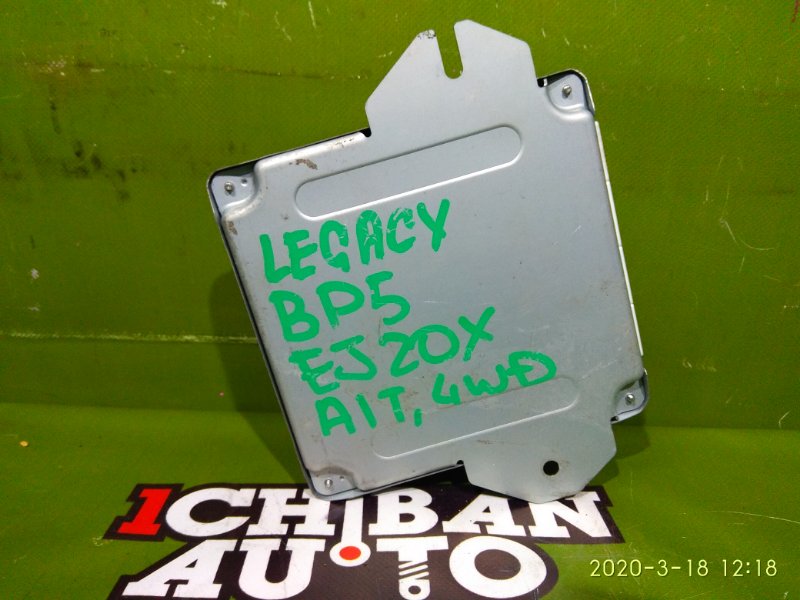 LEGACY
BP5
EJ20X
A/T, 4WD
1CHIBAN
AUTO
2020-3-18 12:18